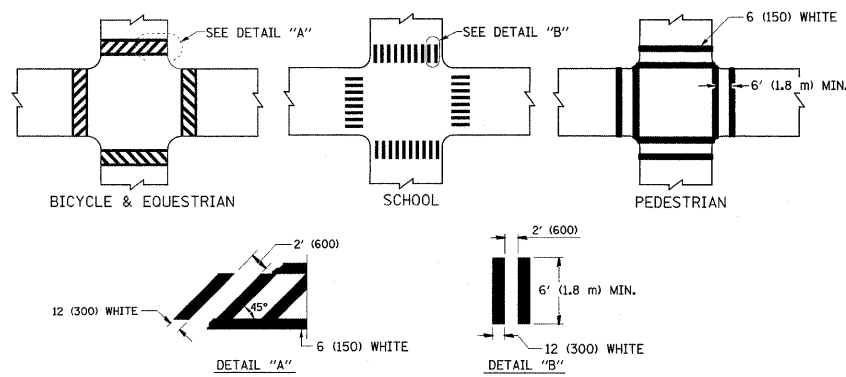 6 (150) WHITE
SEE DETAIL "A"
SEE DETAIL "B"
6' (1.8 m) MIN.
BICYCLE & EQUESTRIAN
SCHOOL
PEDESTRIAN
2' (600)
2' (600)
12 (300) WHITE
45°
6' (1.8 m) MIN.
6 (150) WHITE
12 (300) WHITE
DETAIL "A"
DETAIL "B"